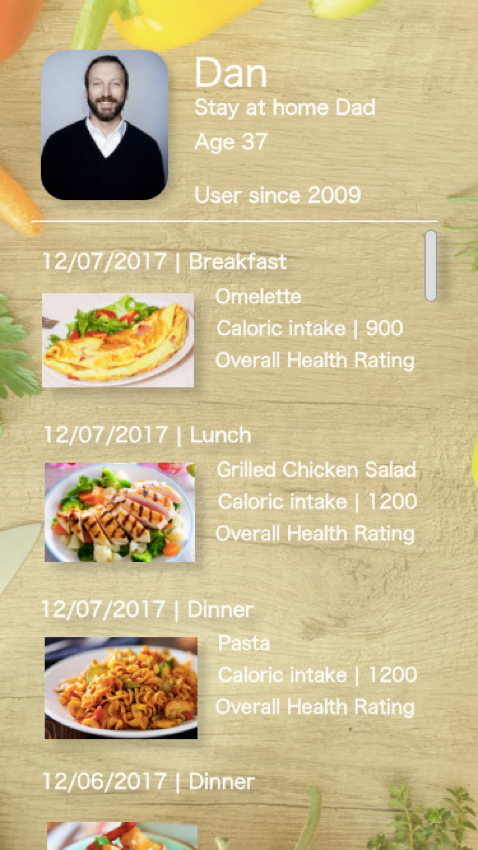 Dan
Stay at home Dad
Age 37
User since 2009
12/07/2017 | Breakfast
Omelette
Caloric intake | 900
Overall Health Rating
12/07/2017 | Lunch
Grilled Chicken Salad
Caloric intake | 1200
Overall Health Rating
12/07/2017 | Dinner
Pasta
Caloric intake | 1200
Overall Health Rating
12/06/2017 | Dinner